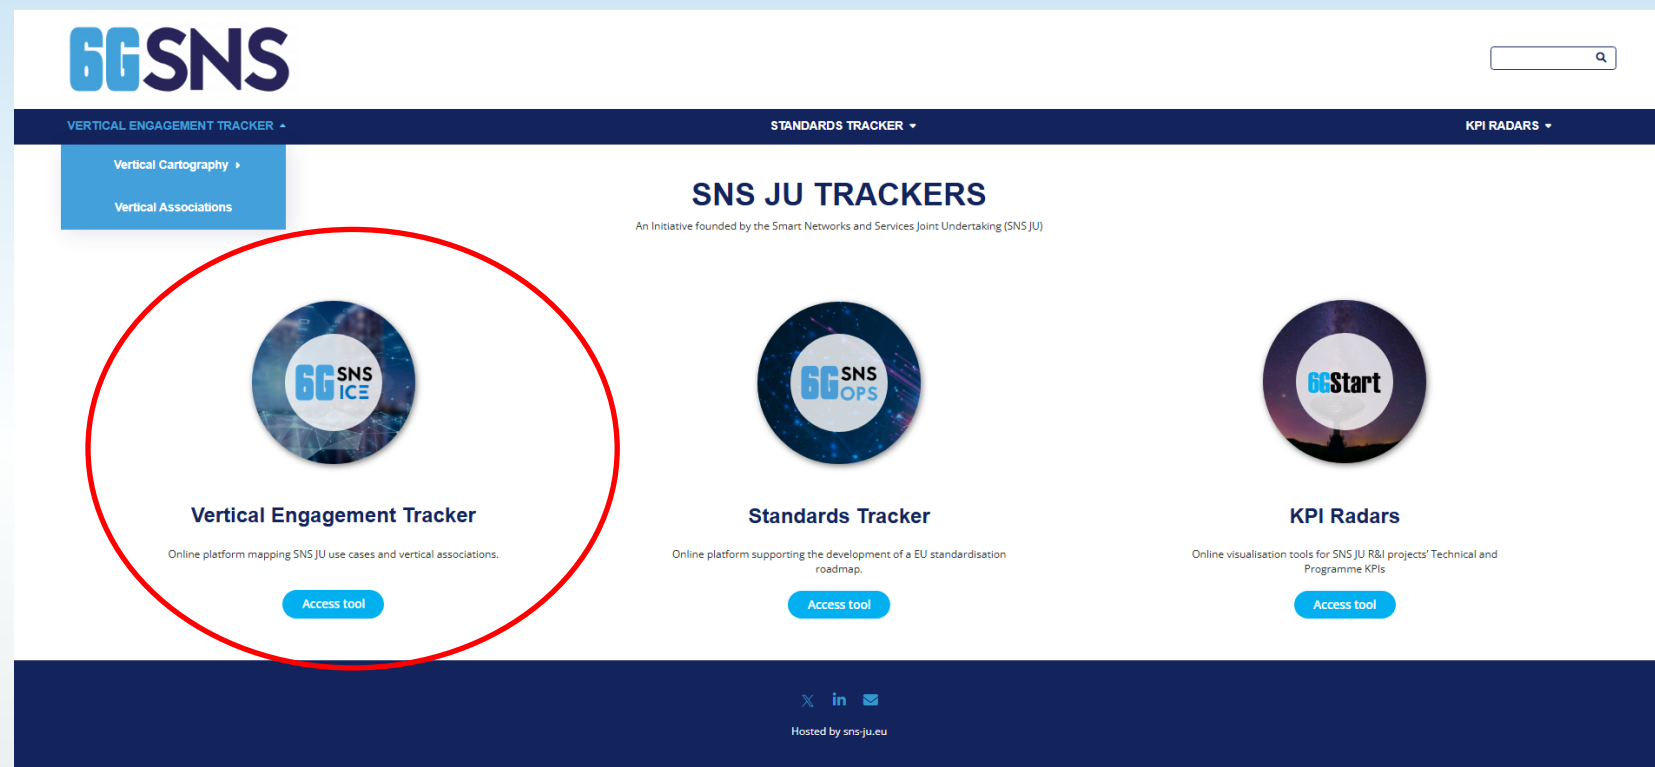 6GSNS
VERTICAL ENGAGEMENT TRACKER
STANDARDS TRACKER
KPI RADARS
Vertical Cartography
Vertical Associations
SNS JU TRACKERS
An Initiative founded by the Smart Networks and Services Joint Undertaking (SNS JU)
6G SNS
ICE
6G SNS
OPS
6GStart
Vertical Engagement Tracker
Standards Tracker
KPI Radars
Online platform mapping SNS JU use cases and vertical associations.
Online platform supporting the development of a EU standardisation
roadmap.
Online visualisation tools for SNS JU R&I projects' Technical and
Programme KPIs
Access tool
Access tool
Access tool
X in
Hosted by sns-ju.eu